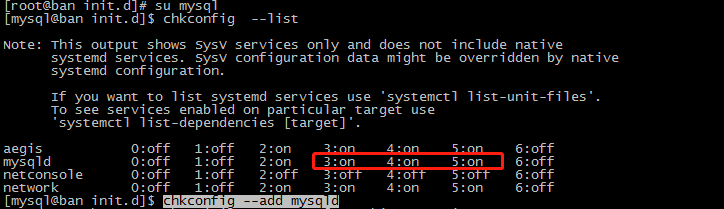 [root@ban init.d]# su mysql
[mysql@ban init.d]$ chkconfig  --list

Note: This output shows SysV services only and does not include native
      systemd services. SysV configuration data might be overridden by native
      systemd configuration.

      If you want to list systemd services use 'systemctl list-unit-files'.
      To see services enabled on particular target use
      'systemctl list-dependencies [target]'.

aegis           0:off   1:off   2:on    3:on    4:on    5:on    6:off
mysqld          0:off   1:off   2:on    3:on    4:on    5:on    6:off
netconsole      0:off   1:off   2:off   3:off   4:off   5:off   6:off
network         0:off   1:off   2:on    3:on    4:on    5:on    6:off
[mysql@ban init.d]$ chkconfig --add mysqld